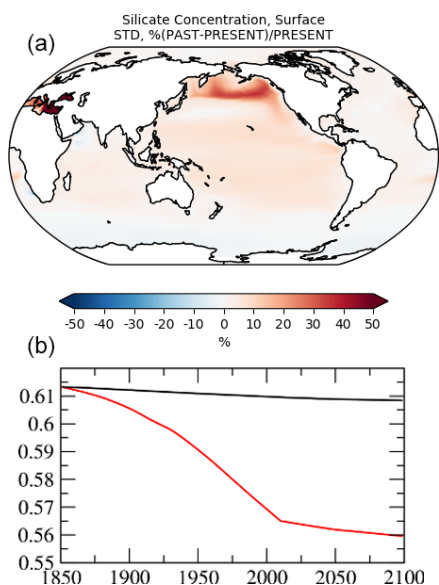 Silicate Concentration, Surface
STD, %(PAST-PRESENT)/PRESENT
(a)
-50 -40 -30 -20 -10 0 10 20 30 40 50
%
(b)
0.61
0.6
0.59
0.58
0.57
0.56
0.55
1850 1900 1950 2000 2050 2100